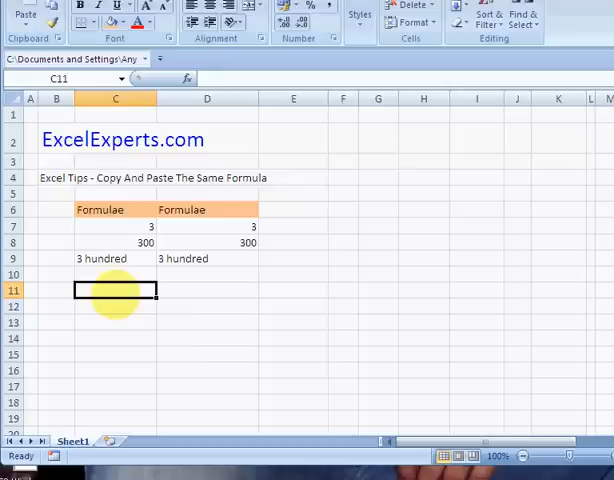 Paste
B I U
A A
%
Delete
Format
Styles
Sort & Find &
Filter Select
Clipboard Font Alignment Number Cells Editing
C:\Documents and Settings\Any
C11 fx
A B C D E F G H I J K L M
1
2 ExcelExperts.com
3
4 Excel Tips - Copy And Paste The Same Formula
5
6 Formulae Formulae
7 3 3
8 300 300
9 3 hundred 3 hundred
10
11
12
13
14
15
16
17
18
19
20
Sheet1
Ready 100%